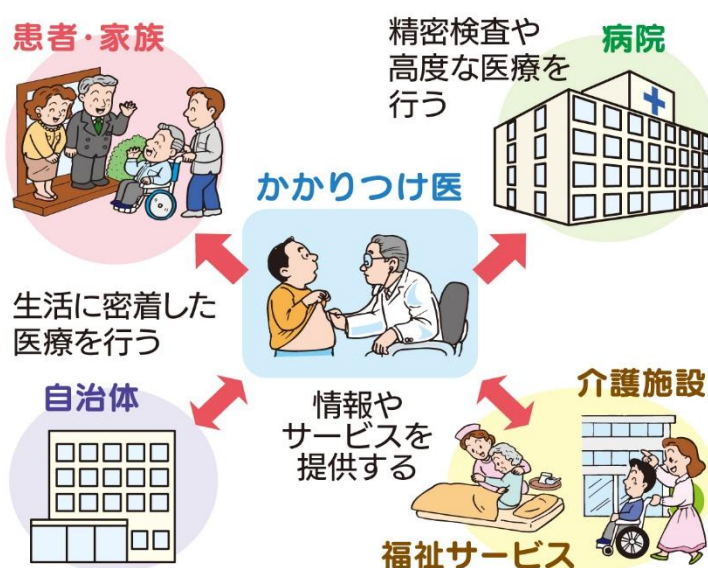 患者・家族
精密検査や
高度な医療を
行う
病院
かかりつけ医
生活に密着した
医療を行う
自治体
情報や
サービスを
提供する
介護施設
福祉サービス